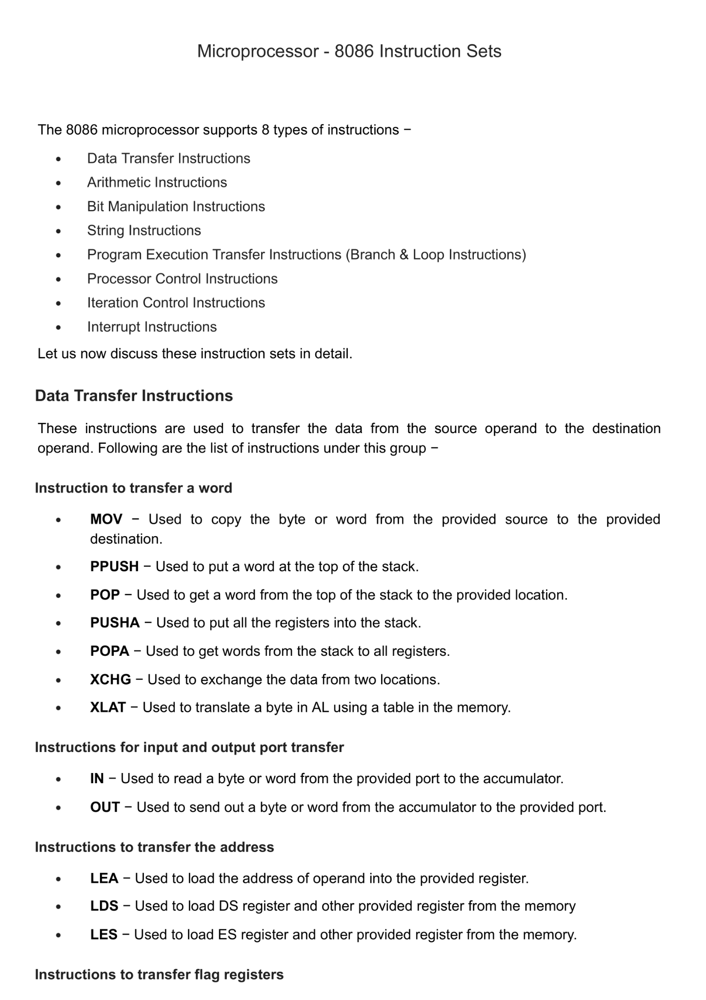 Microprocessor - 8086 Instruction Sets
The 8086 microprocessor supports 8 types of instructions −
• Data Transfer Instructions
• Arithmetic Instructions
• Bit Manipulation Instructions
• String Instructions
• Program Execution Transfer Instructions (Branch & Loop Instructions)
• Processor Control Instructions
• Iteration Control Instructions
• Interrupt Instructions
Let us now discuss these instruction sets in detail.
Data Transfer Instructions
These instructions are used to transfer the data from the source operand to the destination
operand. Following are the list of instructions under this group −
Instruction to transfer a word
• MOV − Used to copy the byte or word from the provided source to the provided
destination.
• PPUSH − Used to put a word at the top of the stack.
• POP − Used to get a word from the top of the stack to the provided location.
• PUSHA − Used to put all the registers into the stack.
• POPA − Used to get words from the stack to all registers.
• XCHG − Used to exchange the data from two locations.
• XLAT − Used to translate a byte in AL using a table in the memory.
Instructions for input and output port transfer
• IN − Used to read a byte or word from the provided port to the accumulator.
• OUT − Used to send out a byte or word from the accumulator to the provided port.
Instructions to transfer the address
• LEA − Used to load the address of operand into the provided register.
• LDS − Used to load DS register and other provided register from the memory
• LES − Used to load ES register and other provided register from the memory.
Instructions to transfer flag registers